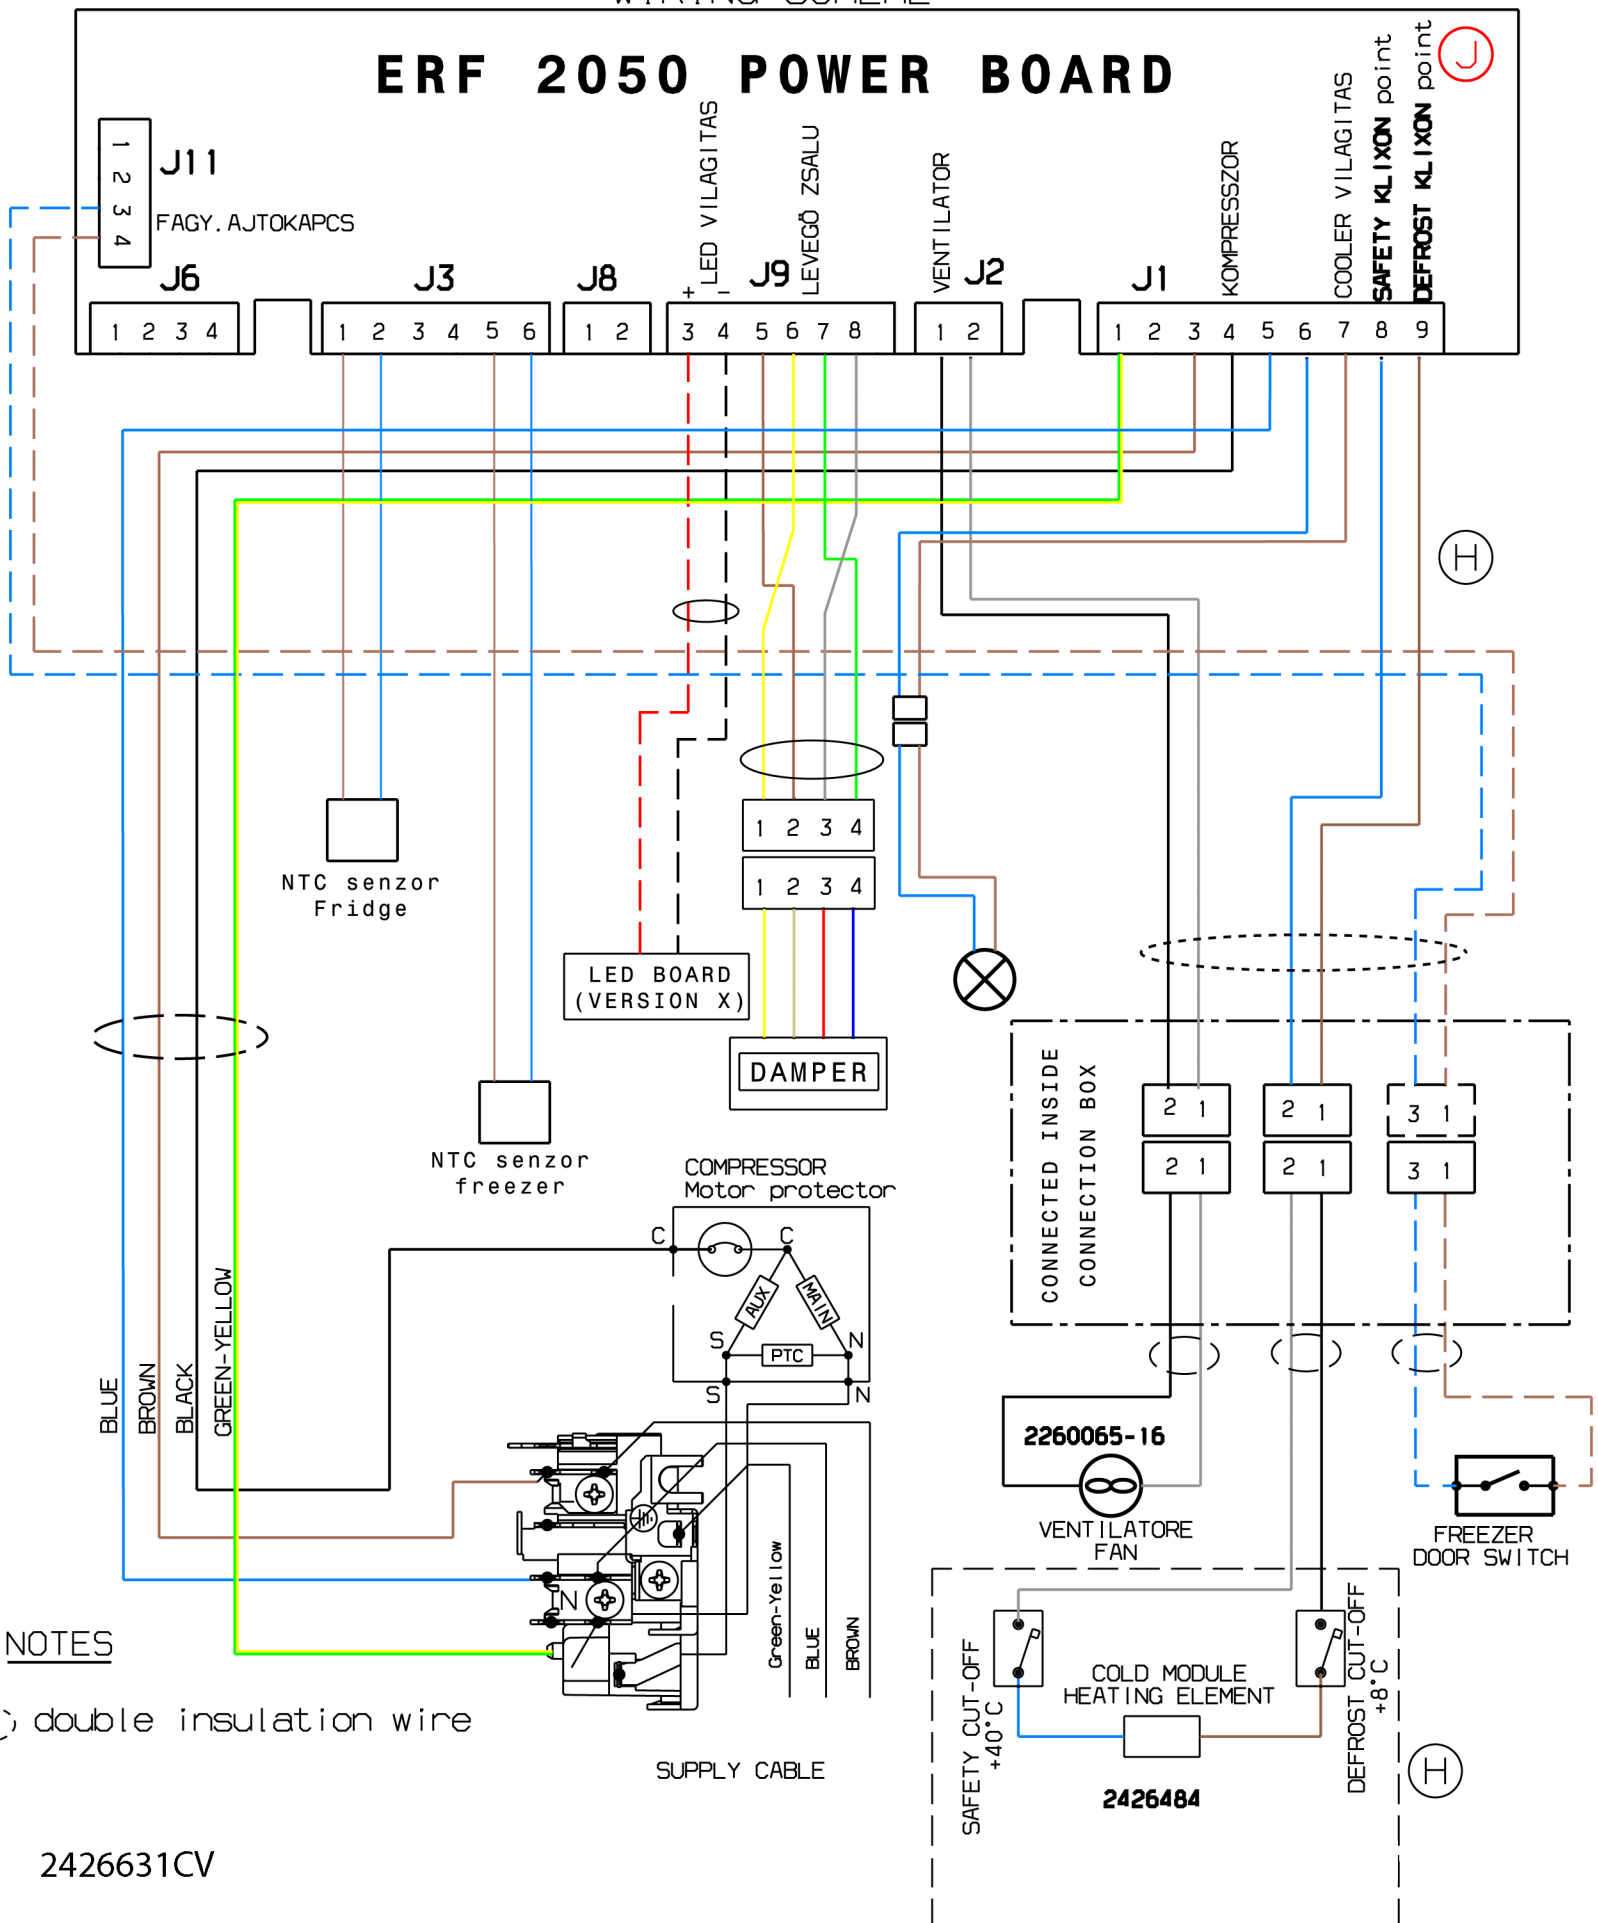 ERF 2050 POWER BOARD
J
J11
1 2 3 4
FAGY.AJTOKAPCS
J6
J3
J8
+
LED VILAGITAS
–
J9
LEVEGÖ ZSALU
VENTILATOR
J2
J1
KOMPRESSZOR
COOLER VILAGITAS
SAFETY KLIXON point
DEFROST KLIXON point
1 2 3 4
1 2 3 4 5 6
1 2
3 4 5 6 7 8
1 2
1 2 3 4 5 6 7 8 9
H
1 2 3 4
1 2 3 4
NTC senzor
Fridge
LED BOARD
(VERSION X)
DAMPER
NTC senzor
freezer
CONNECTED INSIDE
CONNECTION BOX
2 1
2 1
3 1
2 1
2 1
3 1
COMPRESSOR
Motor protector
C
C
AUX
MAIN
S
N
PTC
S
N
BLUE
BROWN
BLACK
GREEN-YELLOW
L
N
Green-Yellow
BLUE
BROWN
SUPPLY CABLE
2260065-16
VENTILATORE
FAN
FREEZER
DOOR SWITCH
SAFETY CUT-OFF
+40°C
COLD MODULE
HEATING ELEMENT
2426484
DEFROST CUT-OFF
+8°C
H
NOTES
double insulation wire
2426631CV